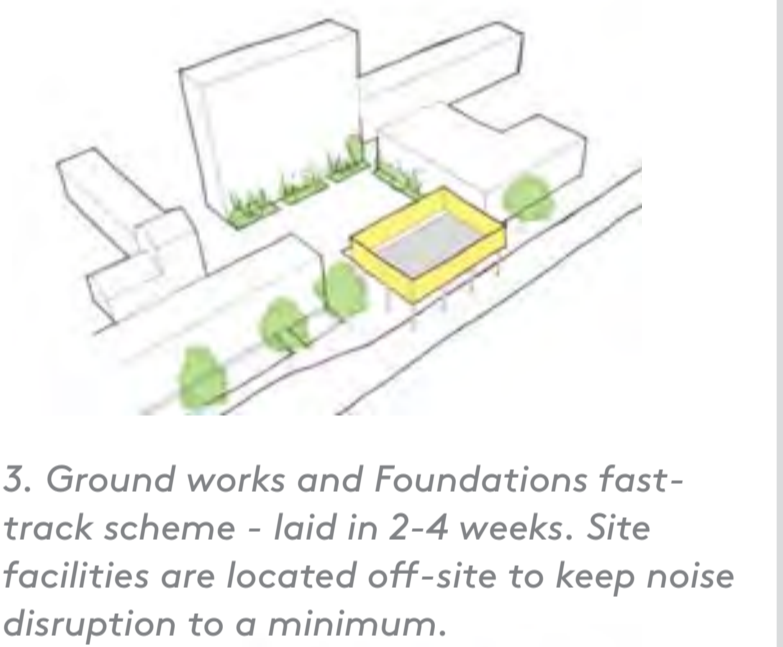 3. Ground works and Foundations fast-
track scheme - laid in 2-4 weeks. Site
facilities are located off-site to keep noise
disruption to a minimum.